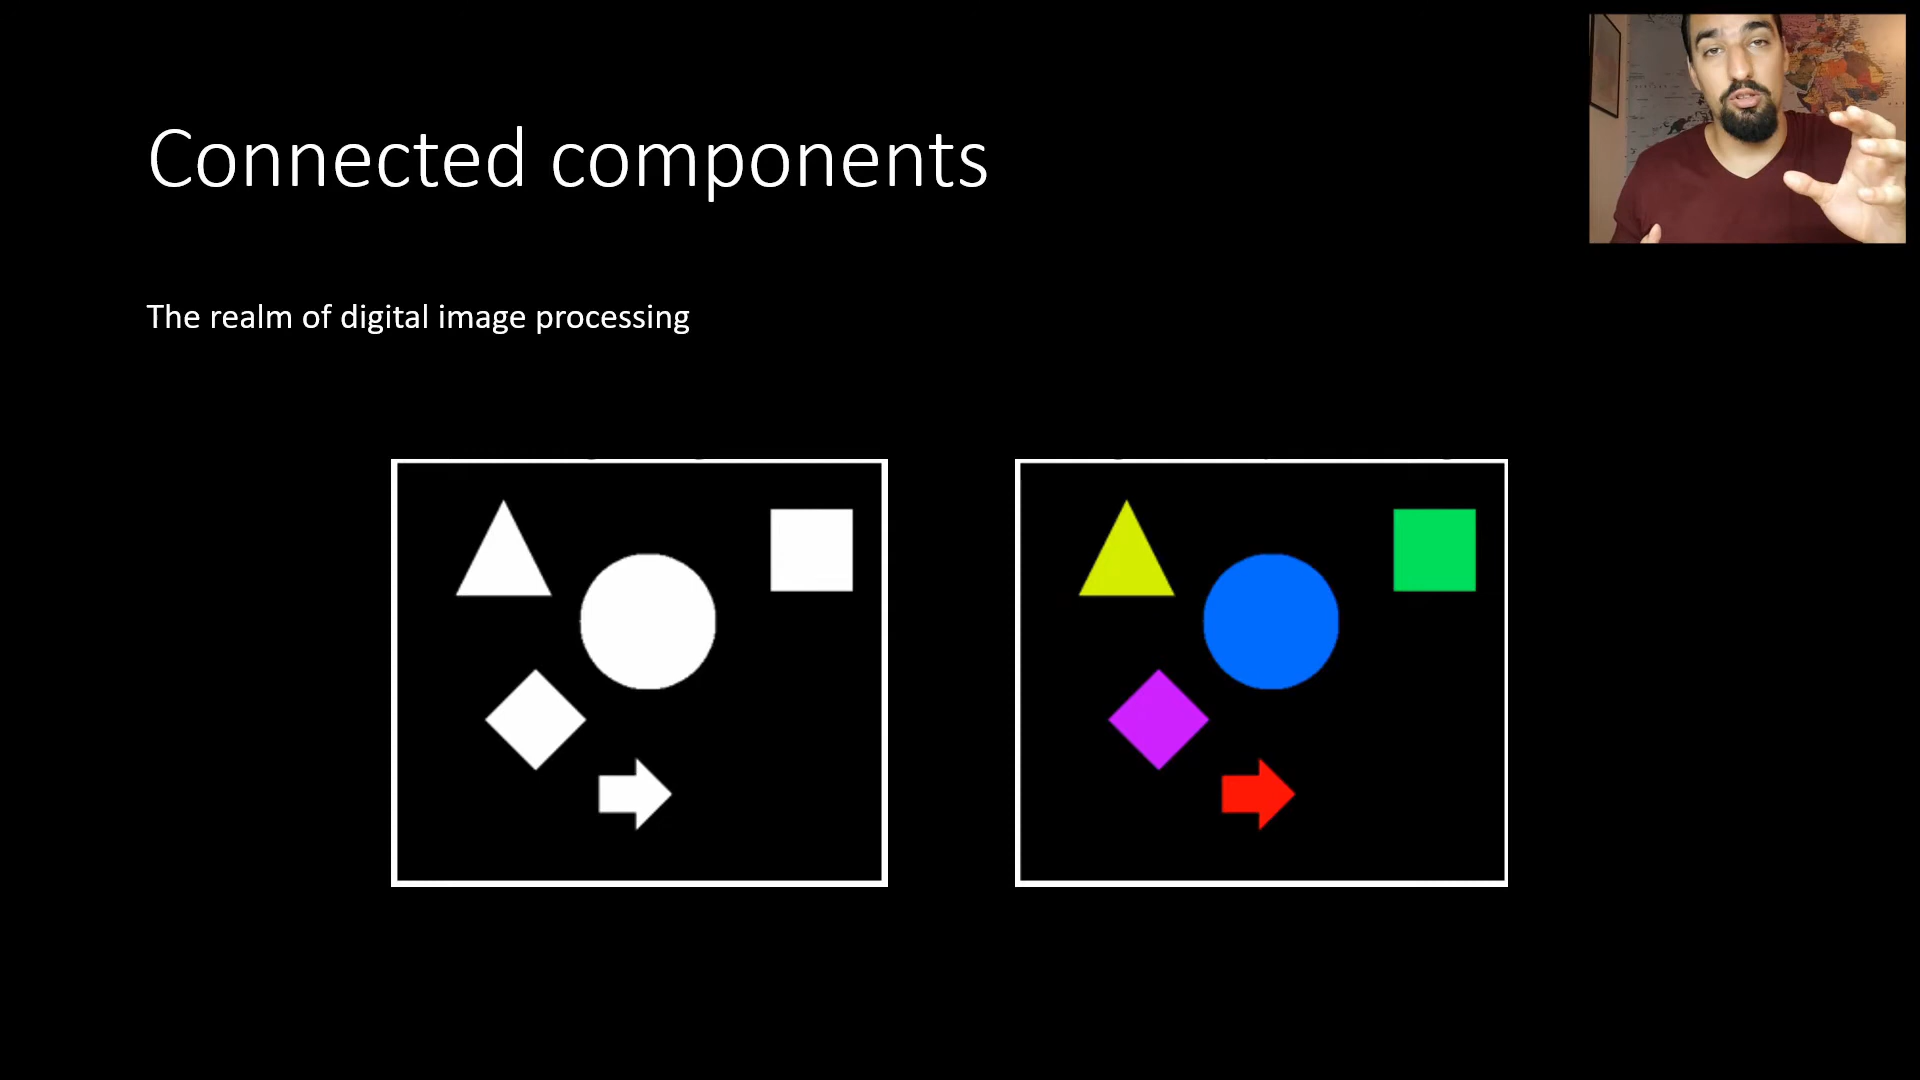 Connected components
The realm of digital image processing